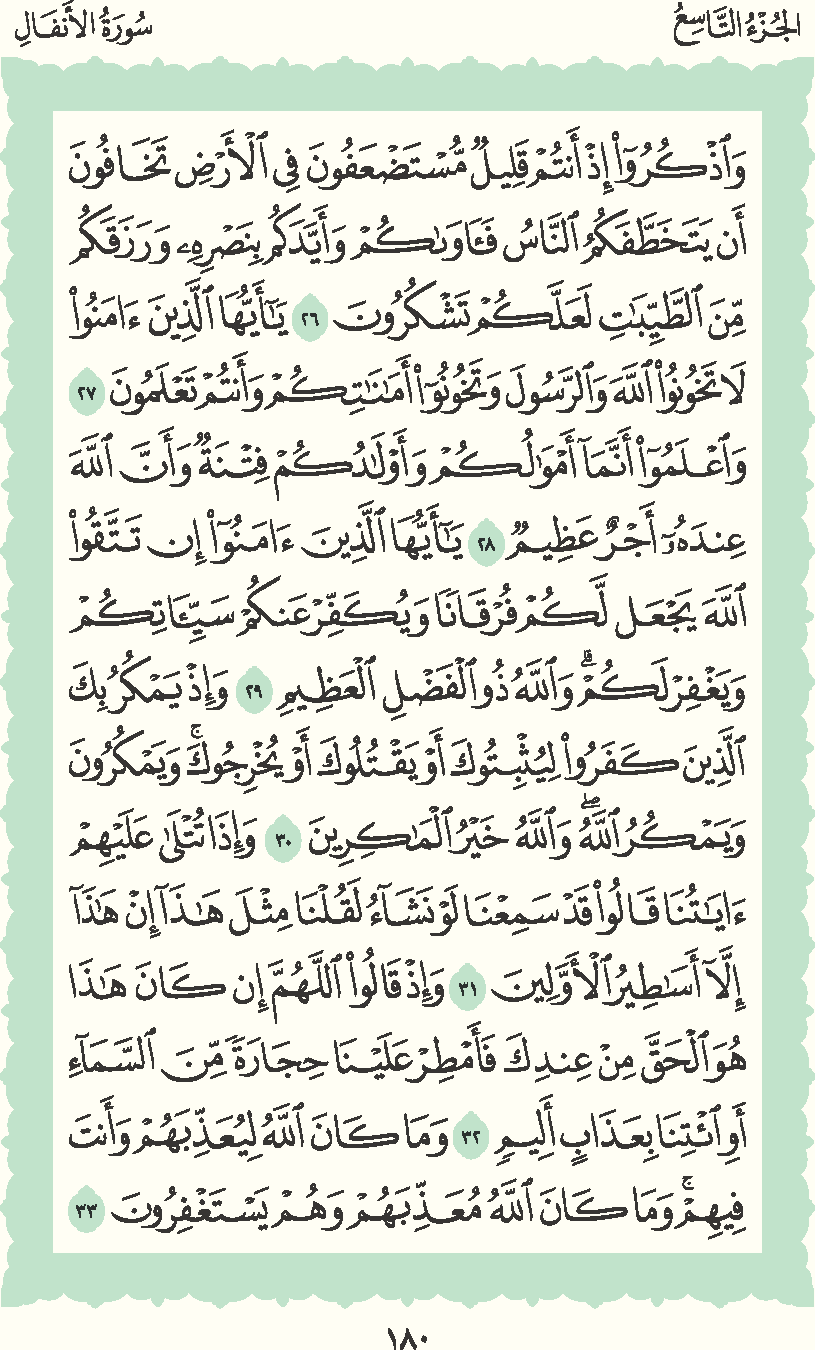 الجُزْءُ التَّاسِعُ
سُورَةُ الأَنفَالِ
وَٱذْكُرُوٓا۟ إِذْ أَنتُمْ قَلِيلٌ مُّسْتَضْعَفُونَ فِى ٱلْأَرْضِ تَخَافُونَ
أَن يَتَخَطَّفَكُمُ ٱلنَّاسُ فَـَٔاوَىٰكُمْ وَأَيَّدَكُم بِنَصْرِهِۦ وَرَزَقَكُم
مِّنَ ٱلطَّيِّبَٰتِ لَعَلَّكُمْ تَشْكُرُونَ ٢٦ يَٰٓأَيُّهَا ٱلَّذِينَ ءَامَنُوا۟
لَا تَخُونُوا۟ ٱللَّهَ وَٱلرَّسُولَ وَتَخُونُوٓا۟ أَمَٰنَٰتِكُمْ وَأَنتُمْ تَعْلَمُونَ ٢٧
وَٱعْلَمُوٓا۟ أَنَّمَآ أَمْوَٰلُكُمْ وَأَوْلَٰدُكُمْ فِتْنَةٌ وَأَنَّ ٱللَّهَ
عِندَهُۥٓ أَجْرٌ عَظِيمٌ ٢٨ يَٰٓأَيُّهَا ٱلَّذِينَ ءَامَنُوٓا۟ إِن تَتَّقُوا۟
ٱللَّهَ يَجْعَل لَّكُمْ فُرْقَانًا وَيُكَفِّرْ عَنكُمْ سَيِّـَٔاتِكُمْ
وَيَغْفِرْ لَكُمْ ۗ وَٱللَّهُ ذُو ٱلْفَضْلِ ٱلْعَظِيمِ ٢٩ وَإِذْ يَمْكُرُ بِكَ
ٱلَّذِينَ كَفَرُوا۟ لِيُثْبِتُوكَ أَوْ يَقْتُلُوكَ أَوْ يُخْرِجُوكَ ۚ وَيَمْكُرُونَ
وَيَمْكُرُ ٱللَّهُ ۖ وَٱللَّهُ خَيْرُ ٱلْمَٰكِرِينَ ٣٠ وَإِذَا تُتْلَىٰ عَلَيْهِمْ
ءَايَٰتُنَا قَالُوا۟ قَدْ سَمِعْنَا لَوْ نَشَآءُ لَقُلْنَا مِثْلَ هَٰذَآ إِنْ هَٰذَآ
إِلَّآ أَسَٰطِيرُ ٱلْأَوَّلِينَ ٣١ وَإِذْ قَالُوا۟ ٱللَّهُمَّ إِن كَانَ هَٰذَا
هُوَ ٱلْحَقَّ مِنْ عِندِكَ فَأَمْطِرْ عَلَيْنَا حِجَارَةً مِّنَ ٱلسَّمَآءِ
أَوِ ٱئْتِنَا بِعَذَابٍ أَلِيمٍ ٣٢ وَمَا كَانَ ٱللَّهُ لِيُعَذِّبَهُمْ وَأَنتَ
فِيهِمْ ۚ وَمَا كَانَ ٱللَّهُ مُعَذِّبَهُمْ وَهُمْ يَسْتَغْفِرُونَ ٣٣
١٨٠